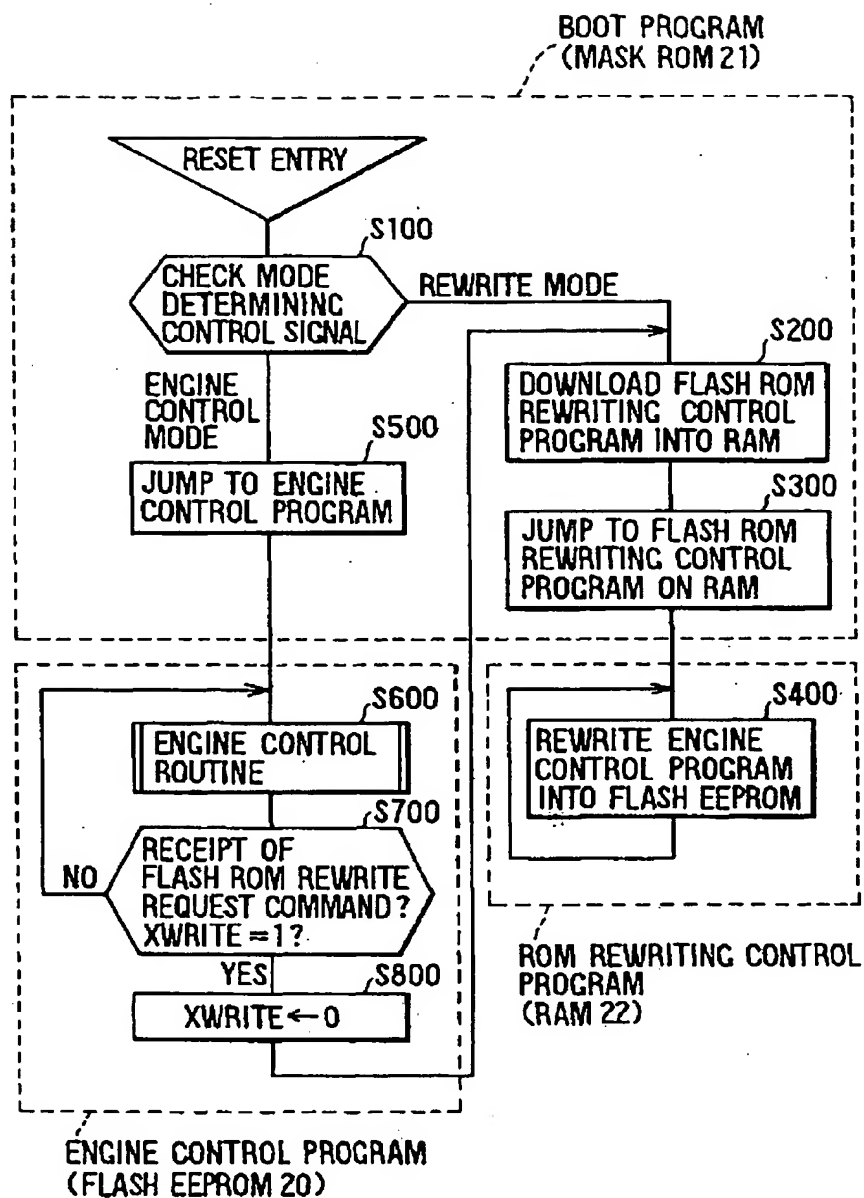 BOOT PROGRAM
(MASK ROM 21)
RESET ENTRY
S100
CHECK MODE
DETERMINING
CONTROL SIGNAL
REWRITE MODE
ENGINE
CONTROL
MODE
S500
JUMP TO ENGINE
CONTROL PROGRAM
S200
DOWNLOAD FLASH ROM
REWRITING CONTROL
PROGRAM INTO RAM
S300
JUMP TO FLASH ROM
REWRITING CONTROL
PROGRAM ON RAM
S600
ENGINE CONTROL
ROUTINE
S700
RECEIPT OF
FLASH ROM REWRITE
REQUEST COMMAND?
XWRITE = 1?
NO
YES
S800
XWRITE ← 0
S400
REWRITE ENGINE
CONTROL PROGRAM
INTO FLASH EEPROM
ROM REWRITING CONTROL
PROGRAM
(RAM 22)
ENGINE CONTROL PROGRAM
(FLASH EEPROM 20)